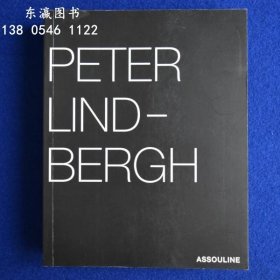 东瀛图书
138 0546 1122
PETER
LIND-
BERGH
ASSOULINE